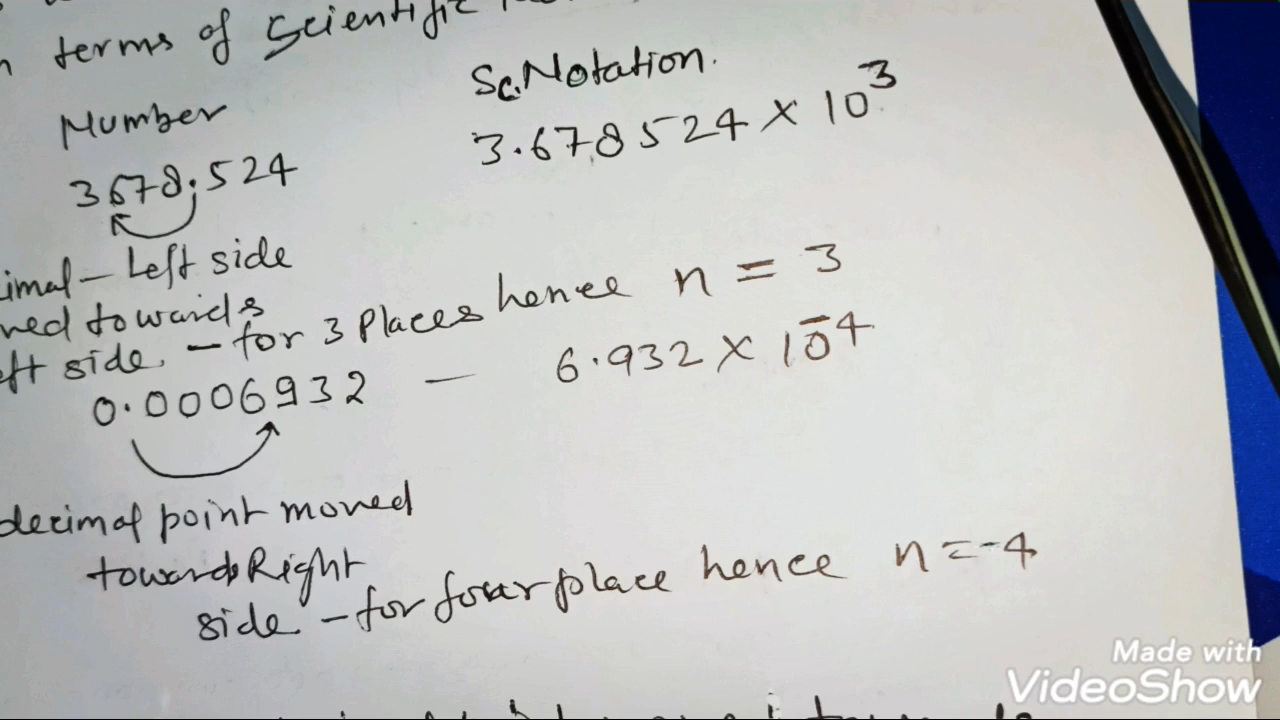 terms of Scientific
Number Sc. Notation.
3678.524 3.678524 × 10³
imal - Left side
towards
side. - for 3 Places hence n = 3
0.0006932 — 6.932 × 10⁻⁴
decimal point moved
towards Right
side - for four place hence n = -4
Made with
VideoShow